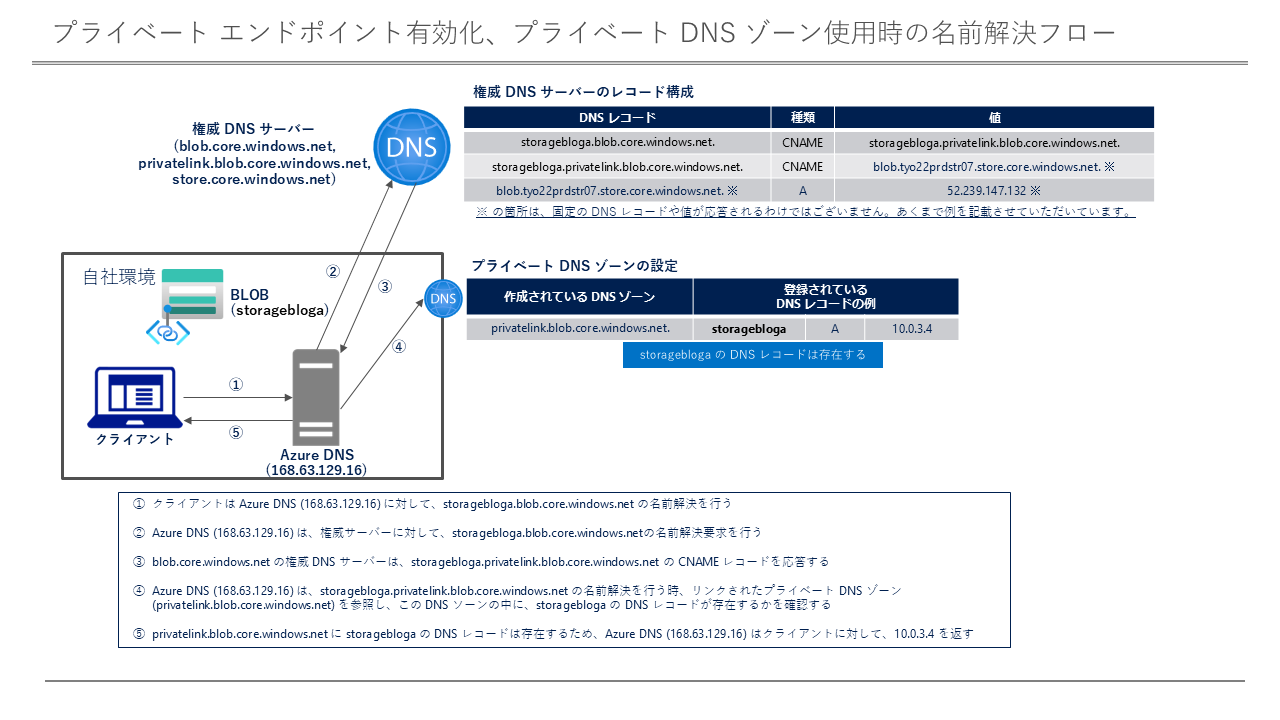 プライベート エンドポイント有効化、プライベート DNS ゾーン使用時の名前解決フロー
権威 DNS サーバーのレコード構成
DNS レコード 種類 値
storagebloga.blob.core.windows.net. CNAME storagebloga.privatelink.blob.core.windows.net.
storagebloga.privatelink.blob.core.windows.net. CNAME blob.tyo22prdstr07.store.core.windows.net. ※
blob.tyo22prdstr07.store.core.windows.net. ※ A 52.239.147.132 ※
※ の箇所は、固定の DNS レコードや値が応答されるわけではございません。あくまで例を記載させていただいています。
権威 DNS サーバー
(blob.core.windows.net,
privatelink.blob.core.windows.net,
store.core.windows.net)
DNS
②
③
自社環境
BLOB
(storagebloga)
DNS
④
①
⑤
クライアント
Azure DNS
(168.63.129.16)
プライベート DNS ゾーンの設定
作成されている DNS ゾーン 登録されている
DNS レコードの例
privatelink.blob.core.windows.net. storagebloga A 10.0.3.4
storagebloga の DNS レコードは存在する
① クライアントは Azure DNS (168.63.129.16) に対して、storagebloga.blob.core.windows.net の名前解決を行う
② Azure DNS (168.63.129.16) は、権威サーバーに対して、storagebloga.blob.core.windows.netの名前解決要求を行う
③ blob.core.windows.net の権威 DNS サーバーは、storagebloga.privatelink.blob.core.windows.net の CNAME レコードを応答する
④ Azure DNS (168.63.129.16) は、storagebloga.privatelink.blob.core.windows.net の名前解決を行う時、リンクされたプライベート DNS ゾーン
(privatelink.blob.core.windows.net) を参照し、この DNS ソーンの中に、storagebloga の DNS レコードが存在するかを確認する
⑤ privatelink.blob.core.windows.net に storagebloga の DNS レコードは存在するため、Azure DNS (168.63.129.16) はクライアントに対して、10.0.3.4 を返す